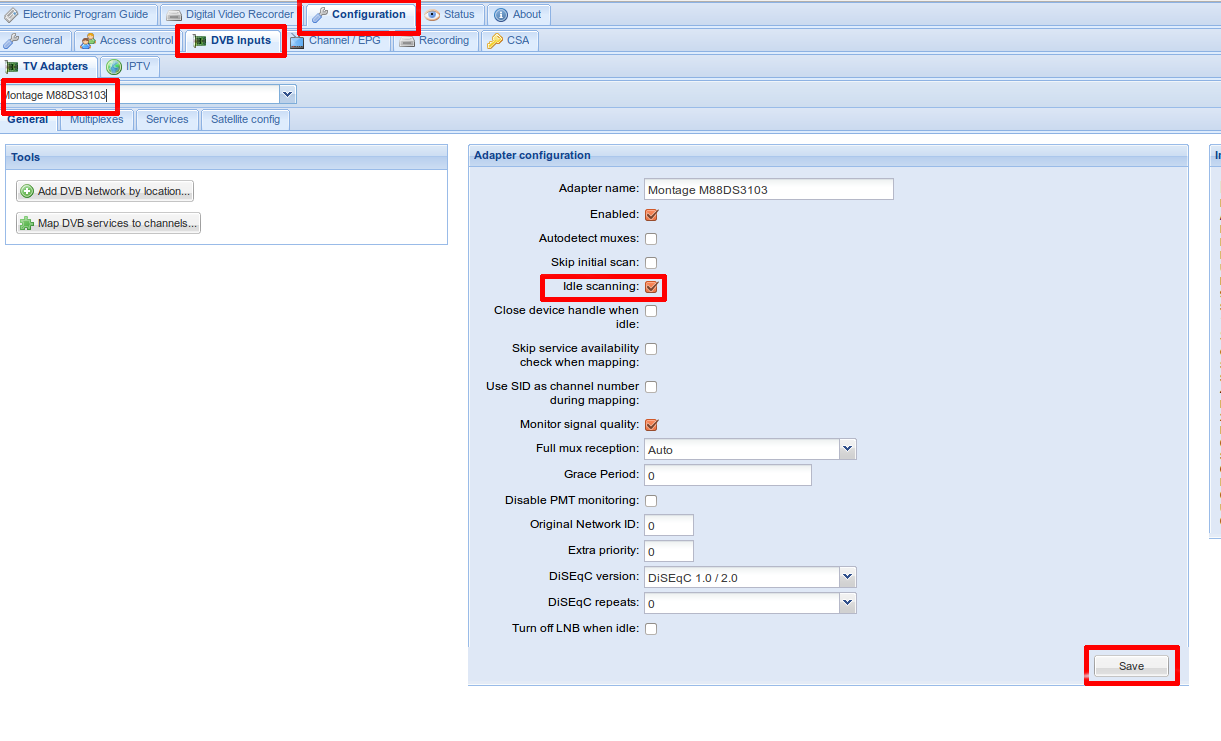 Electronic Program Guide Digital Video Recorder Configuration Status About
General Access control DVB Inputs Channel / EPG Recording CSA
TV Adapters IPTV
Montage M88DS3103
General Multiplexes Services Satellite config
Tools
Add DVB Network by location...
Map DVB services to channels...
Adapter configuration
Adapter name: Montage M88DS3103
Enabled:
Autodetect muxes:
Skip initial scan:
Idle scanning:
Close device handle when
idle:
Skip service availability
check when mapping:
Use SID as channel number
during mapping:
Monitor signal quality:
Full mux reception: Auto
Grace Period: 0
Disable PMT monitoring:
Original Network ID: 0
Extra priority: 0
DiSEqC version: DiSEqC 1.0 / 2.0
DiSEqC repeats: 0
Turn off LNB when idle:
Save